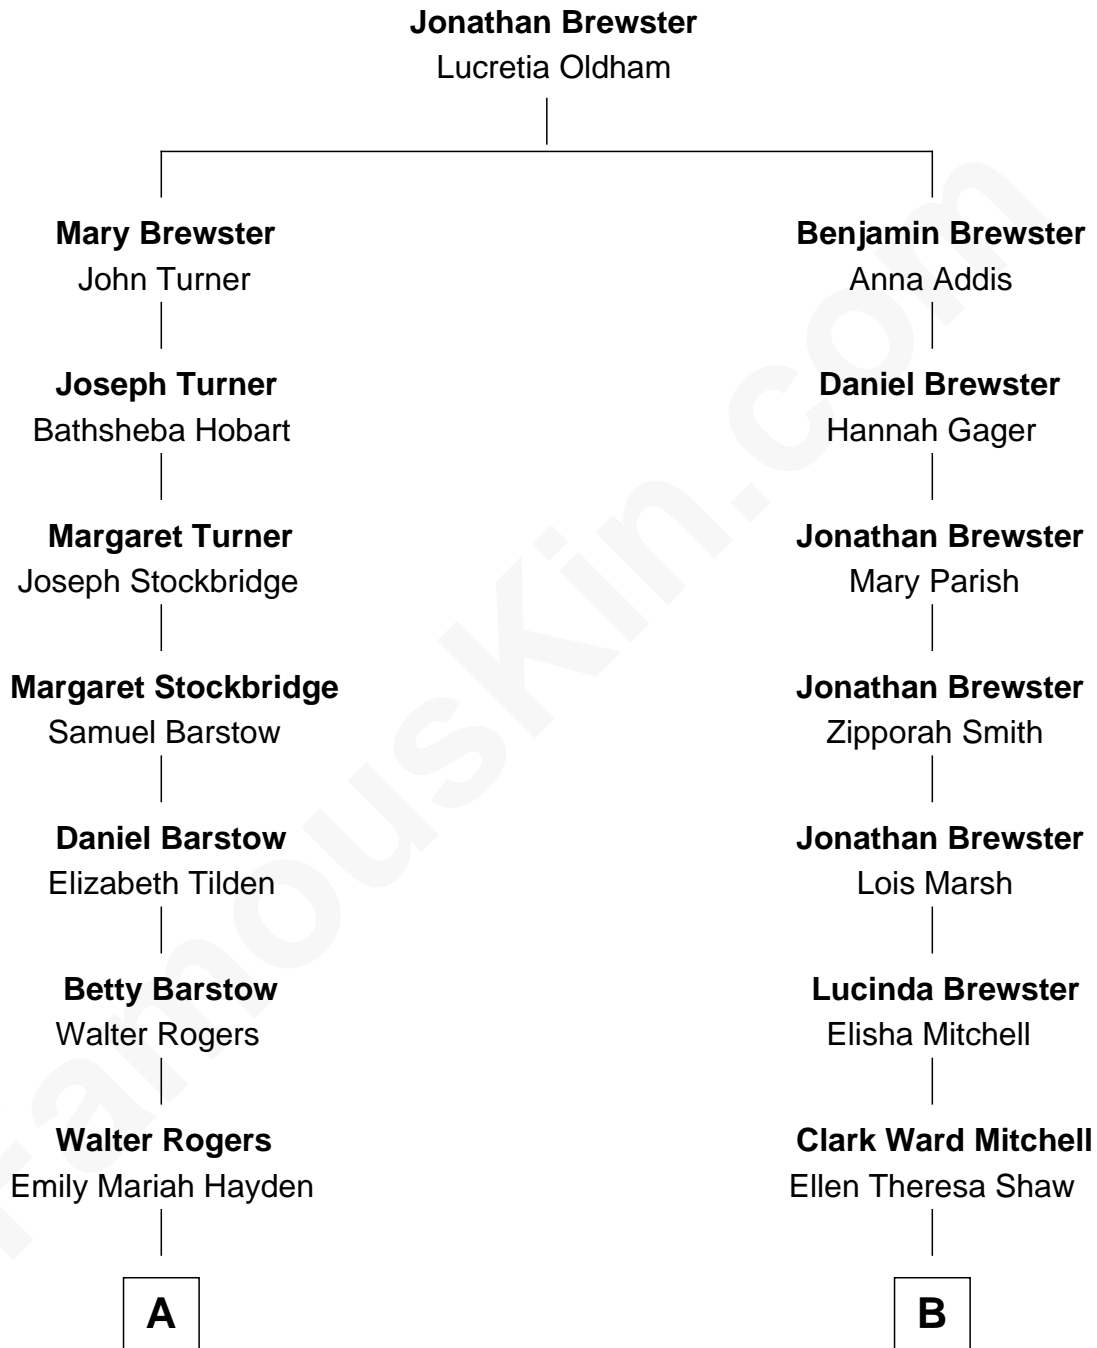 Jonathan Brewster
Lucretia Oldham
Mary Brewster
John Turner
Joseph Turner
Bathsheba Hobart
Margaret Turner
Joseph Stockbridge
Margaret Stockbridge
Samuel Barstow
Daniel Barstow
Elizabeth Tilden
Betty Barstow
Walter Rogers
Walter Rogers
Emily Mariah Hayden
A
Benjamin Brewster
Anna Addis
Daniel Brewster
Hannah Gager
Jonathan Brewster
Mary Parish
Jonathan Brewster
Zipporah Smith
Jonathan Brewster
Lois Marsh
Lucinda Brewster
Elisha Mitchell
Clark Ward Mitchell
Ellen Theresa Shaw
B
FamousKin.com